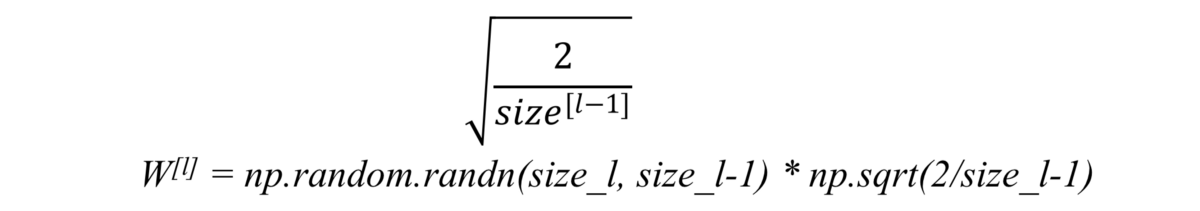 √(2/size^[l−1])
W^[l] = np.random.randn(size_l, size_l-1) * np.sqrt(2/size_l-1)